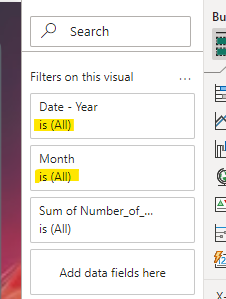 Bu
Search
Filters on this visual ...
Date - Year
is (All)
Month
is (All)
Sum of Number_of_...
is (All)
Add data fields here